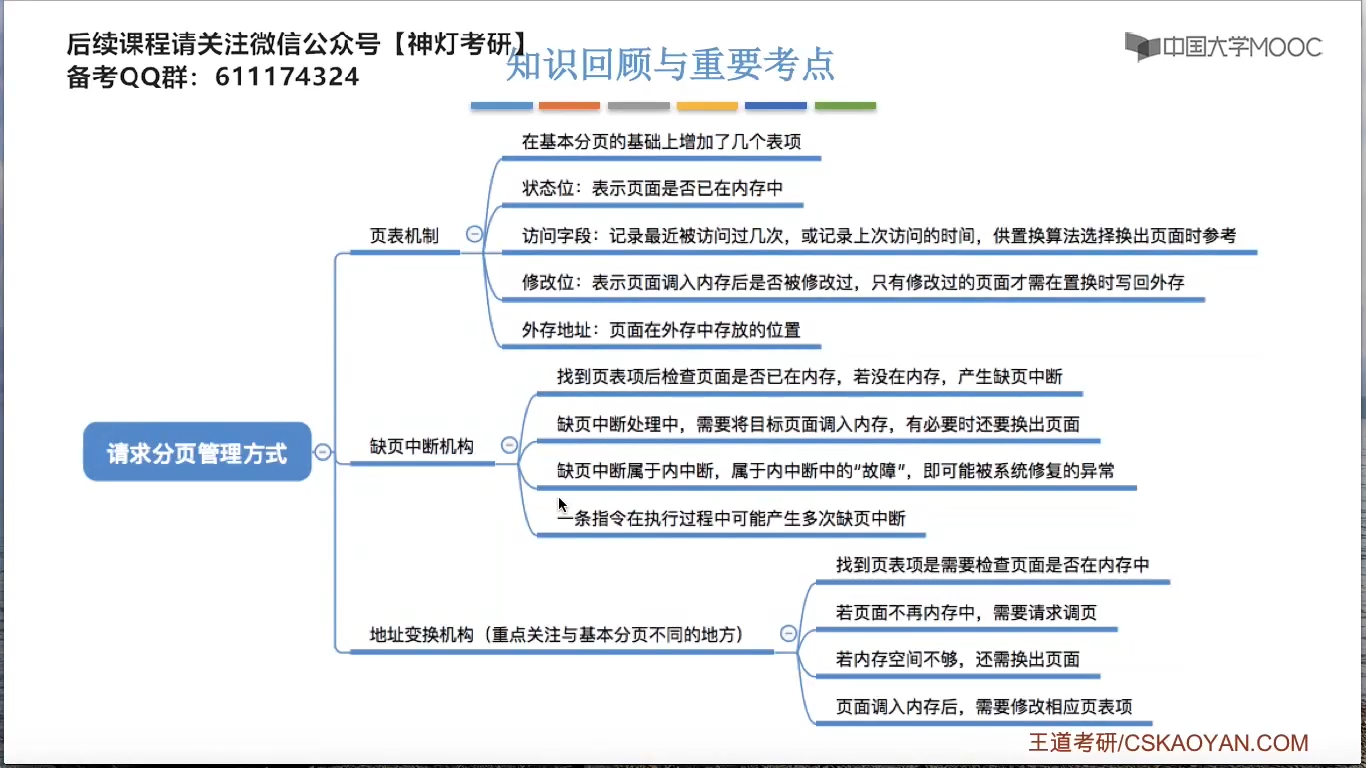 后续课程请关注微信公众号【神灯考研】
备考QQ群：611174324
知识回顾与重要考点
中国大学MOOC
请求分页管理方式
页表机制
在基本分页的基础上增加了几个表项
状态位：表示页面是否已在内存中
访问字段：记录最近被访问过几次，或记录上次访问的时间，供置换算法选择换出页面时参考
修改位：表示页面调入内存后是否被修改过，只有修改过的页面才需在置换时写回外存
外存地址：页面在外存中存放的位置
缺页中断机构
找到页表项后检查页面是否已在内存，若没在内存，产生缺页中断
缺页中断处理中，需要将目标页面调入内存，有必要时还要换出页面
缺页中断属于内中断，属于内中断中的“故障”，即可能被系统修复的异常
一条指令在执行过程中可能产生多次缺页中断
地址变换机构（重点关注与基本分页不同的地方）
找到页表项是需要检查页面是否在内存中
若页面不再内存中，需要请求调页
若内存空间不够，还需换出页面
页面调入内存后，需要修改相应页表项
王道考研/CSKAOYAN.COM